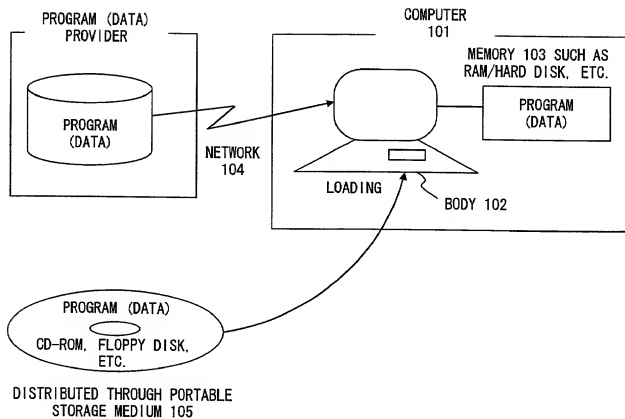 PROGRAM (DATA)
PROVIDER
PROGRAM
(DATA)
NETWORK
104
COMPUTER
101
MEMORY 103 SUCH AS
RAM/HARD DISK, ETC.
PROGRAM
(DATA)
LOADING
BODY 102
PROGRAM (DATA)
CD-ROM, FLOPPY DISK,
ETC.
DISTRIBUTED THROUGH PORTABLE
STORAGE MEDIUM 105